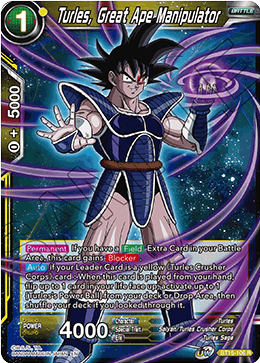 1
Turles, Great Ape Manipulator
BATTLE
+ 5000
Permanent If you have a Field Extra Card in your Battle
Area, this card gains Blocker
Auto if your Leader Card is a yellow ≪Turles Crusher
Corps≫ card : When this card is played from your hand,
flip up to 1 card in your life face up, activate up to 1
[Turles's Power Ball] from your deck or Drop Area, then
shuffle your deck if you looked through it.
BT15-106 R
POWER
4000
Character
Turles
Special Trait
Saiyan/Turles Crusher Corps
Turles Saga